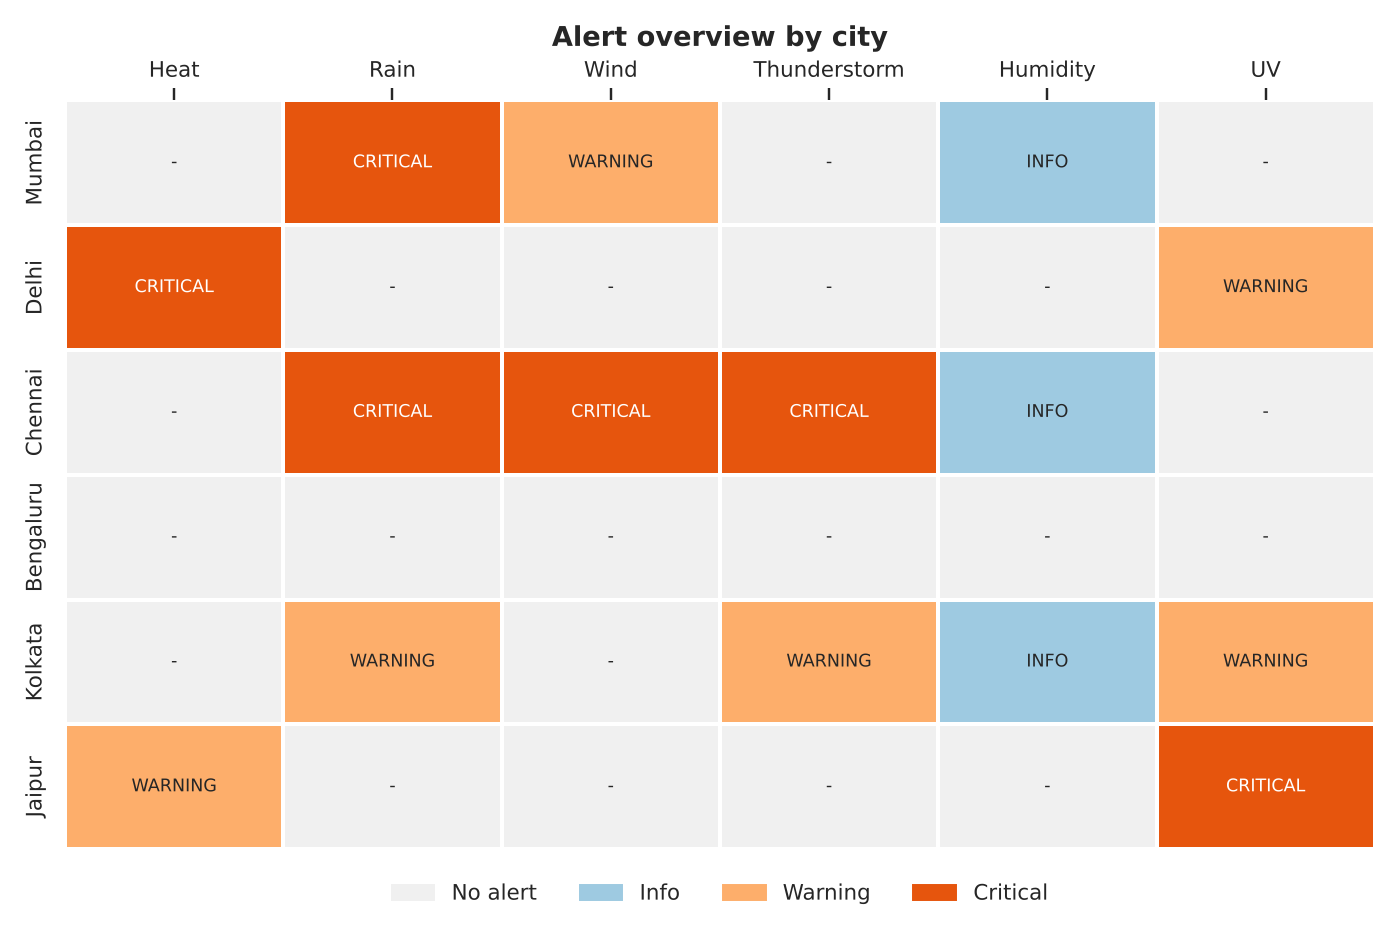 Alert overview by city
Heat Rain Wind Thunderstorm Humidity UV
Mumbai - CRITICAL WARNING - INFO -
Delhi CRITICAL - - - - WARNING
Chennai - CRITICAL CRITICAL CRITICAL INFO -
Bengaluru - - - - - -
Kolkata - WARNING - WARNING INFO WARNING
Jaipur WARNING - - - - CRITICAL
No alert Info Warning Critical